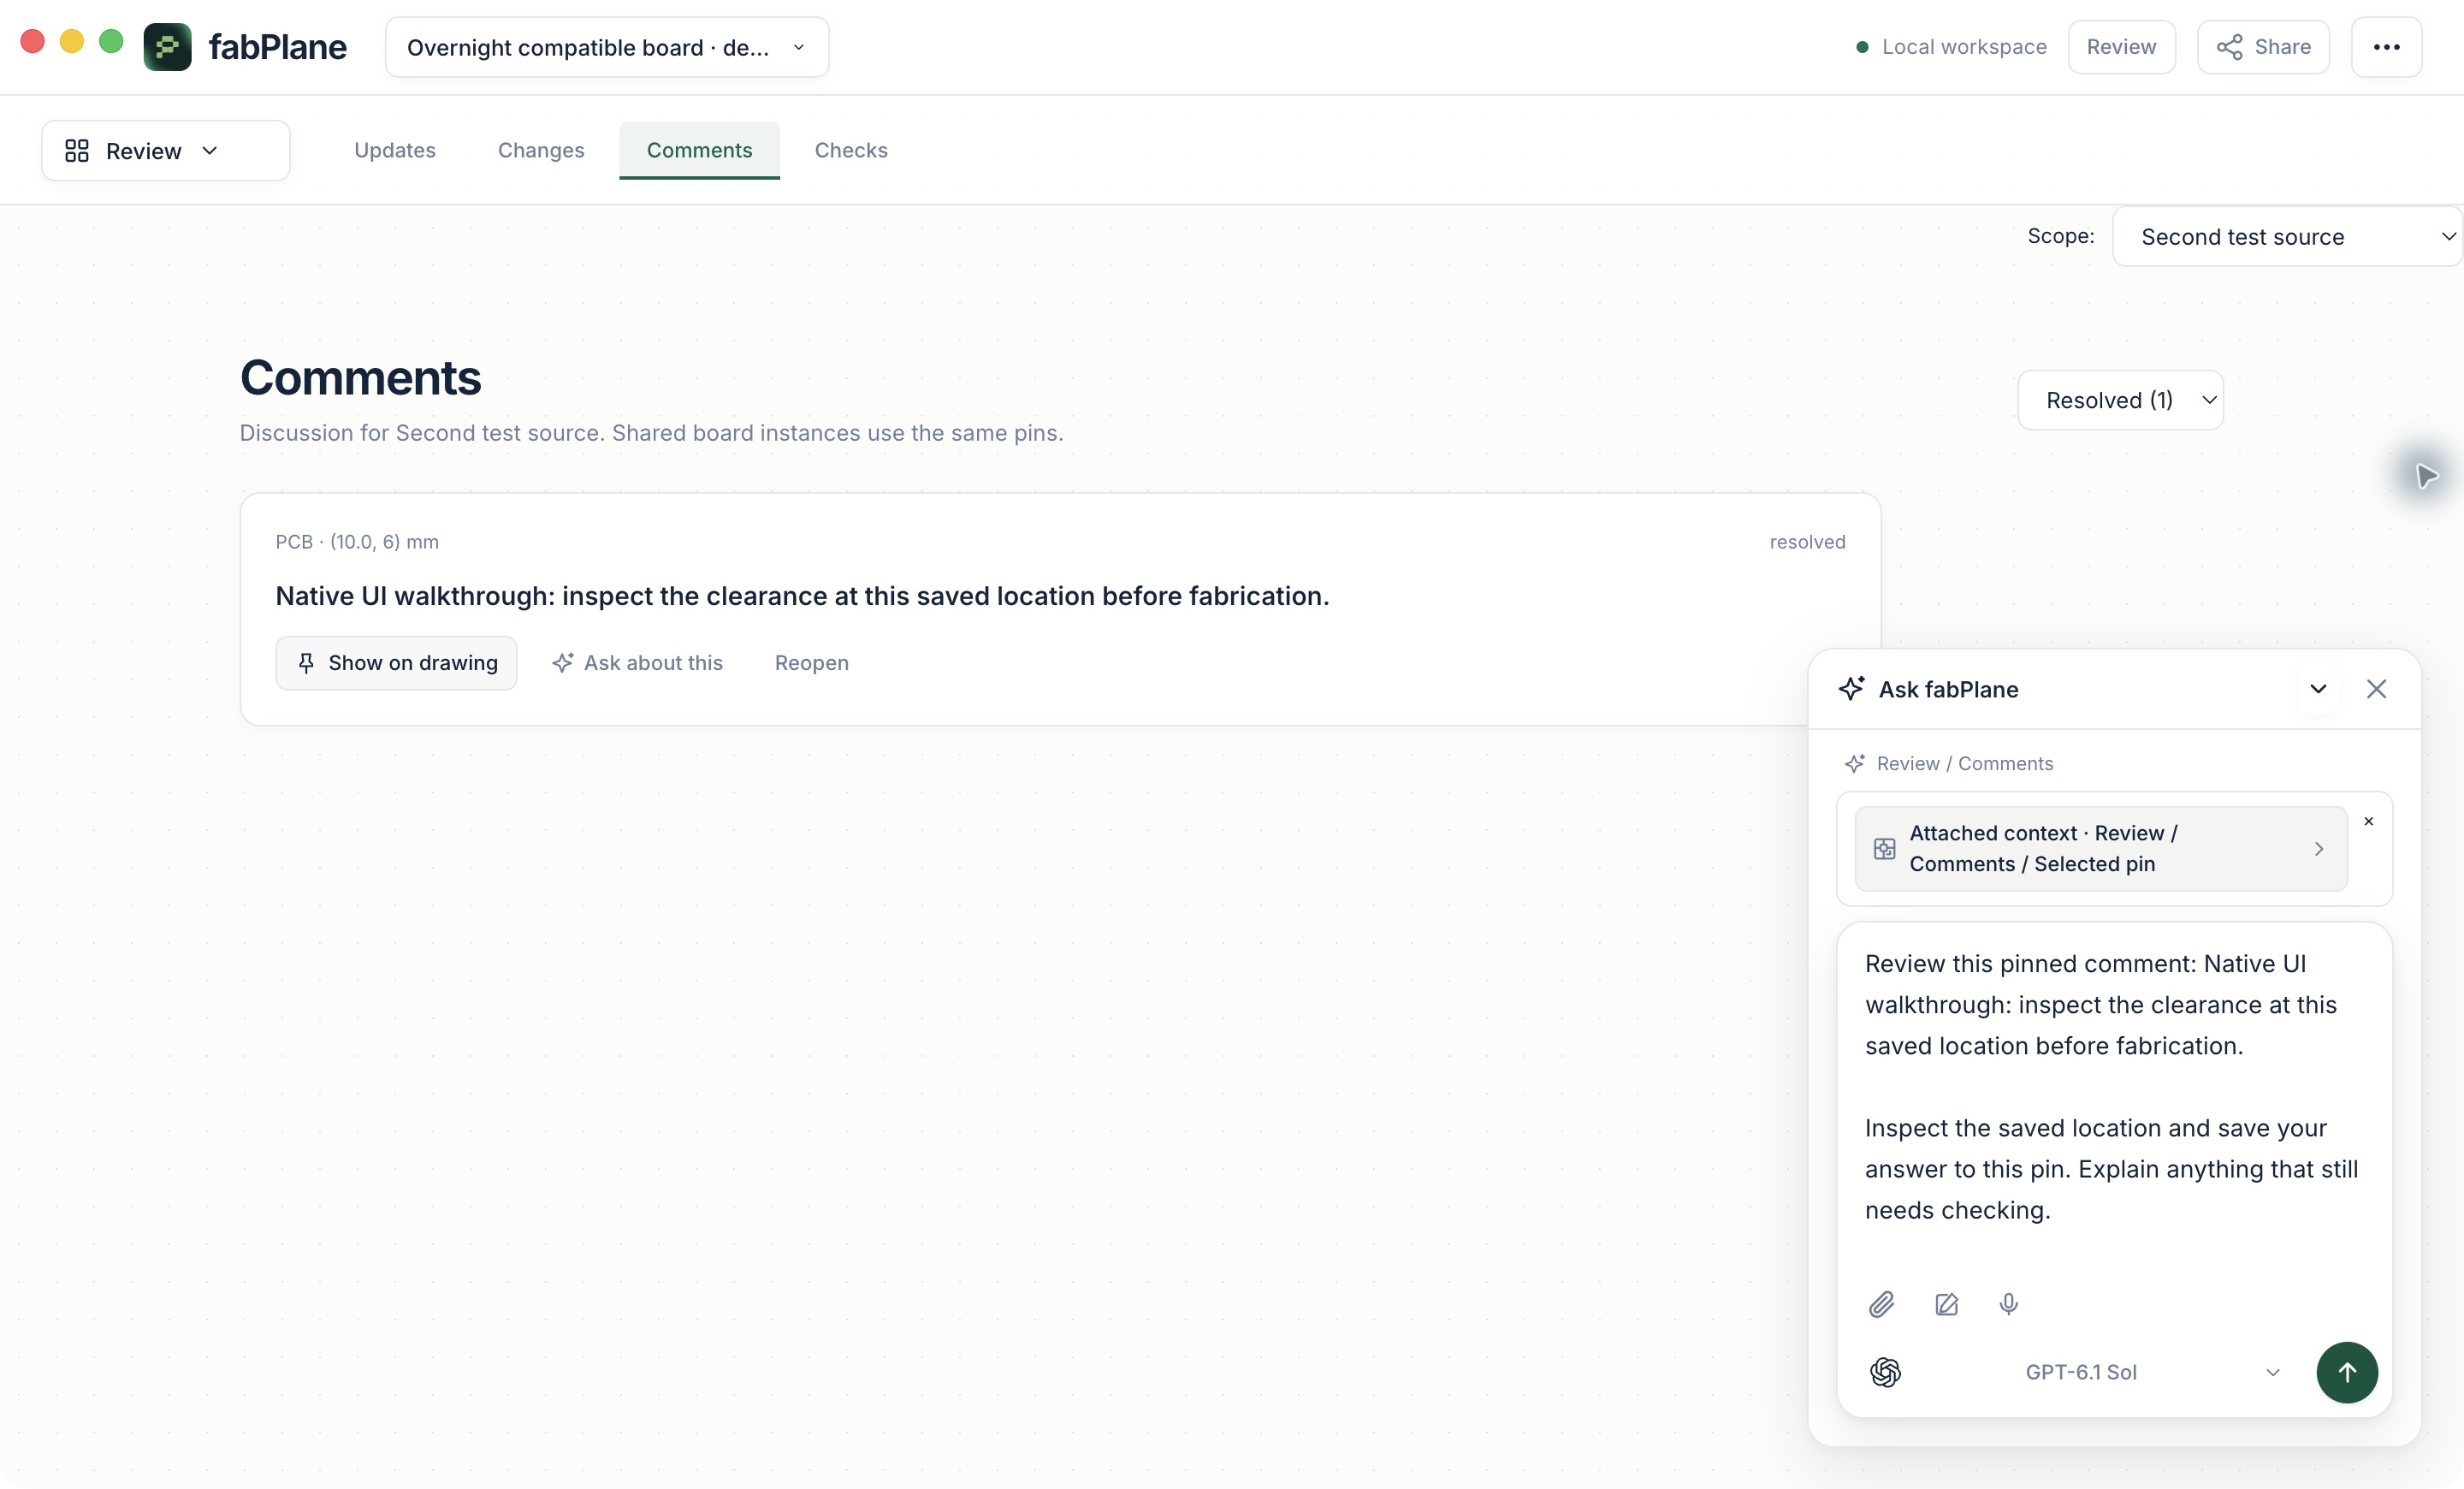 fabPlane
Overnight compatible board · de...
Local workspace
Review
Share
Review
Updates
Changes
Comments
Checks
Scope:
Second test source
Comments
Discussion for Second test source. Shared board instances use the same pins.
Resolved (1)
PCB · (10.0, 6) mm
resolved
Native UI walkthrough: inspect the clearance at this saved location before fabrication.
Show on drawing
Ask about this
Reopen
Ask fabPlane
Review / Comments
Attached context · Review /
Comments / Selected pin
Review this pinned comment: Native UI
walkthrough: inspect the clearance at this
saved location before fabrication.
Inspect the saved location and save your
answer to this pin. Explain anything that still
needs checking.
GPT-6.1 Sol